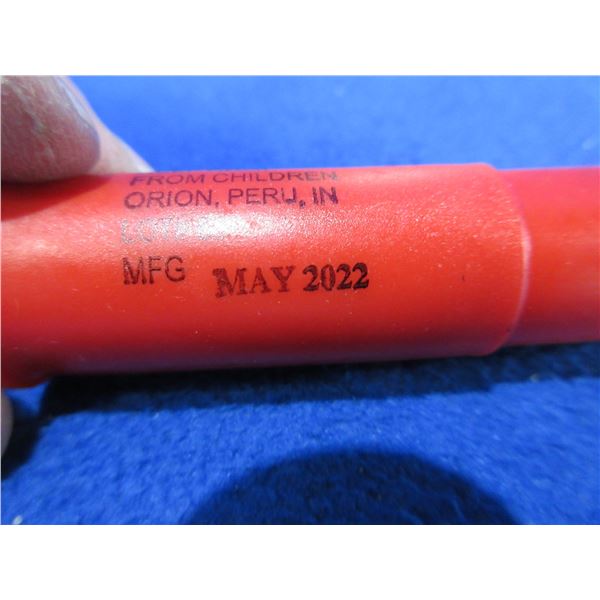 FROM CHILDREN
ORION, PERU, IN
MFG MAY 2022